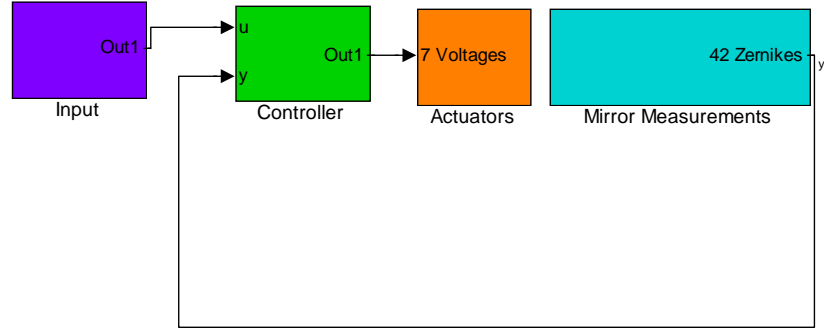 Out1
Input
u
y
Out1
Controller
7 Voltages
Actuators
42 Zernikes
Mirror Measurements
y